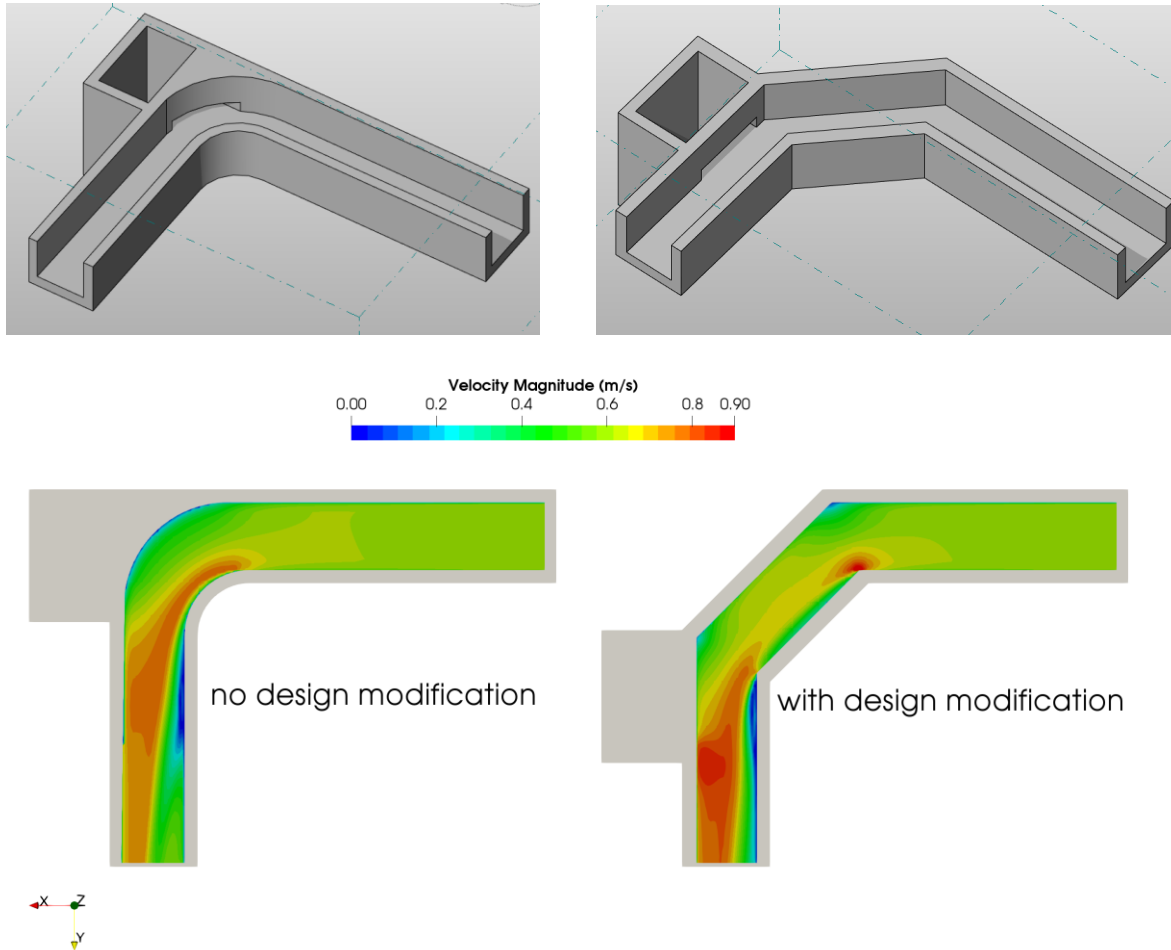 Velocity Magnitude (m/s)
0.00 0.2 0.4 0.6 0.8 0.90
no design modification
with design modification
X Z
Y